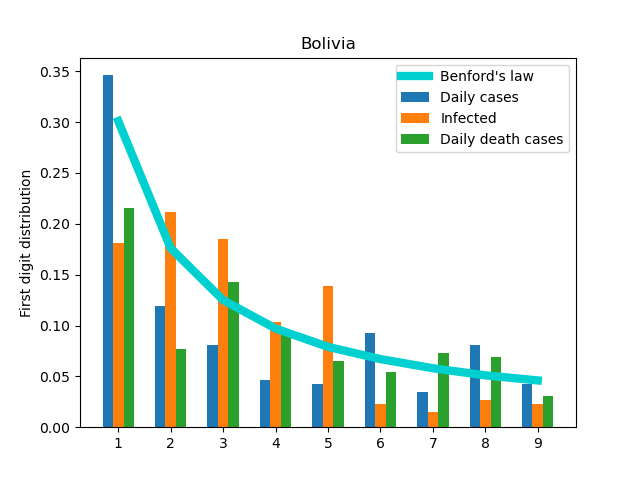 Bolivia
First digit distribution
0.35
0.30
0.25
0.20
0.15
0.10
0.05
0.00
Benford's law
Daily cases
Infected
Daily death cases
1 2 3 4 5 6 7 8 9